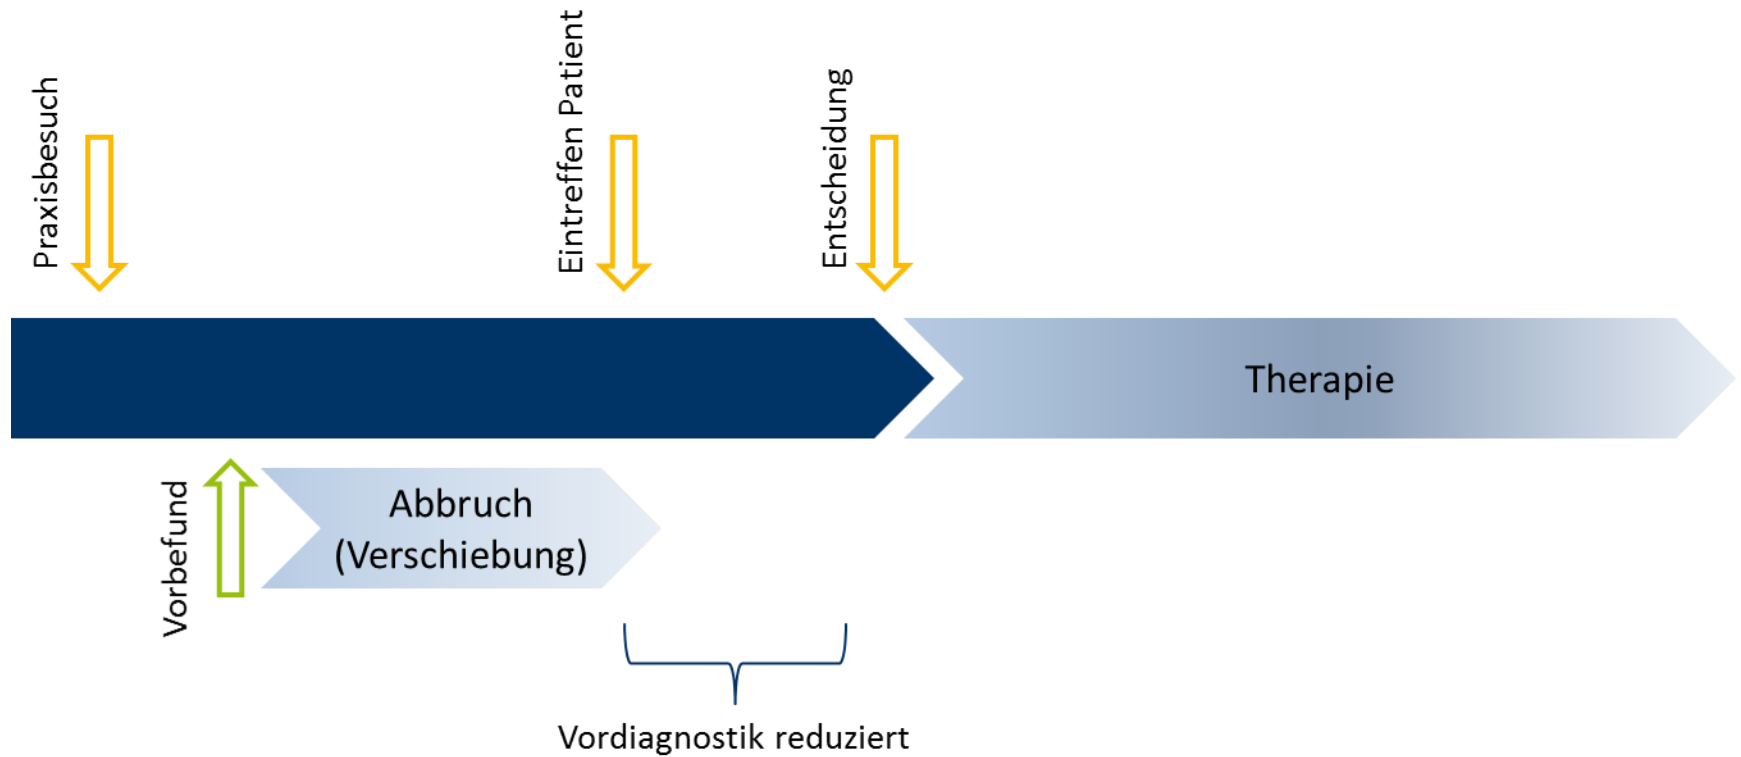 Praxisbesuch
Eintreffen Patient
Entscheidung
Therapie
Vorbefund
Abbruch
(Verschiebung)
Vordiagnostik reduziert